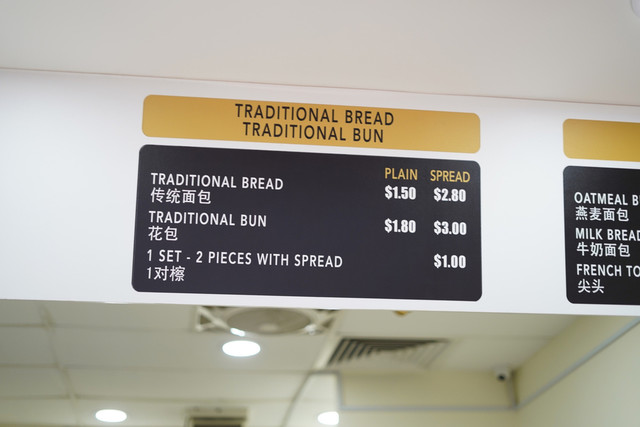 TRADITIONAL BREAD
TRADITIONAL BUN
PLAIN SPREAD
TRADITIONAL BREAD $1.50 $2.80
传统面包
TRADITIONAL BUN $1.80 $3.00
花包
1 SET - 2 PIECES WITH SPREAD $1.00
1对檫
OATMEAL
燕麦面包
MILK BREAD
牛奶面包
FRENCH
尖头